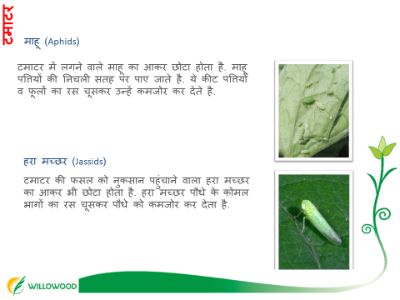 टमाटर
माहू (Aphids)
टमाटर में लगने वाले माहू का आकर छोटा होता है. माहू
पत्तियों की निचली सतह पर पाए जाते है. ये कीट पत्तियों
व फूलों का रस चूसकर उन्हें कमजोर कर देते है.
हरा मच्छर (Jassids)
टमाटर की फसल को नुकसान पहुंचाने वाला हरा मच्छर
का आकर भी छोटा होता है. हरा मच्छर पौधे के कोमल
भागों का रस चूसकर पौधे को कमजोर कर देता है.
WILLOWOOD